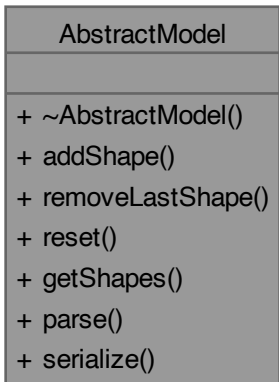 AbstractModel
+ ~AbstractModel()
+ addShape()
+ removeLastShape()
+ reset()
+ getShapes()
+ parse()
+ serialize()